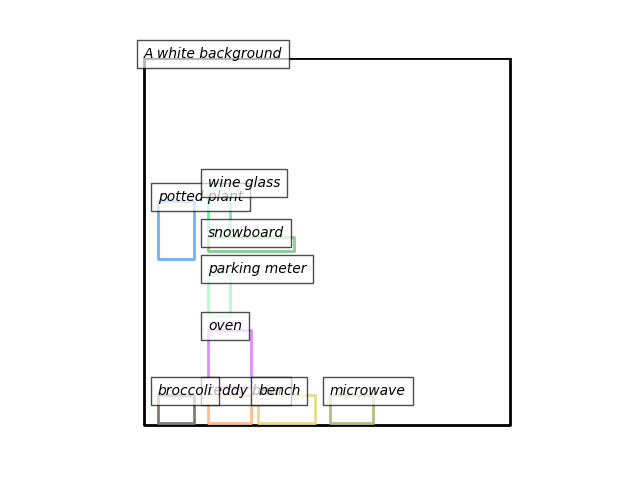 A white background
wine glass
potted plant
snowboard
parking meter
oven
broccoli
teddy bear
bench
microwave